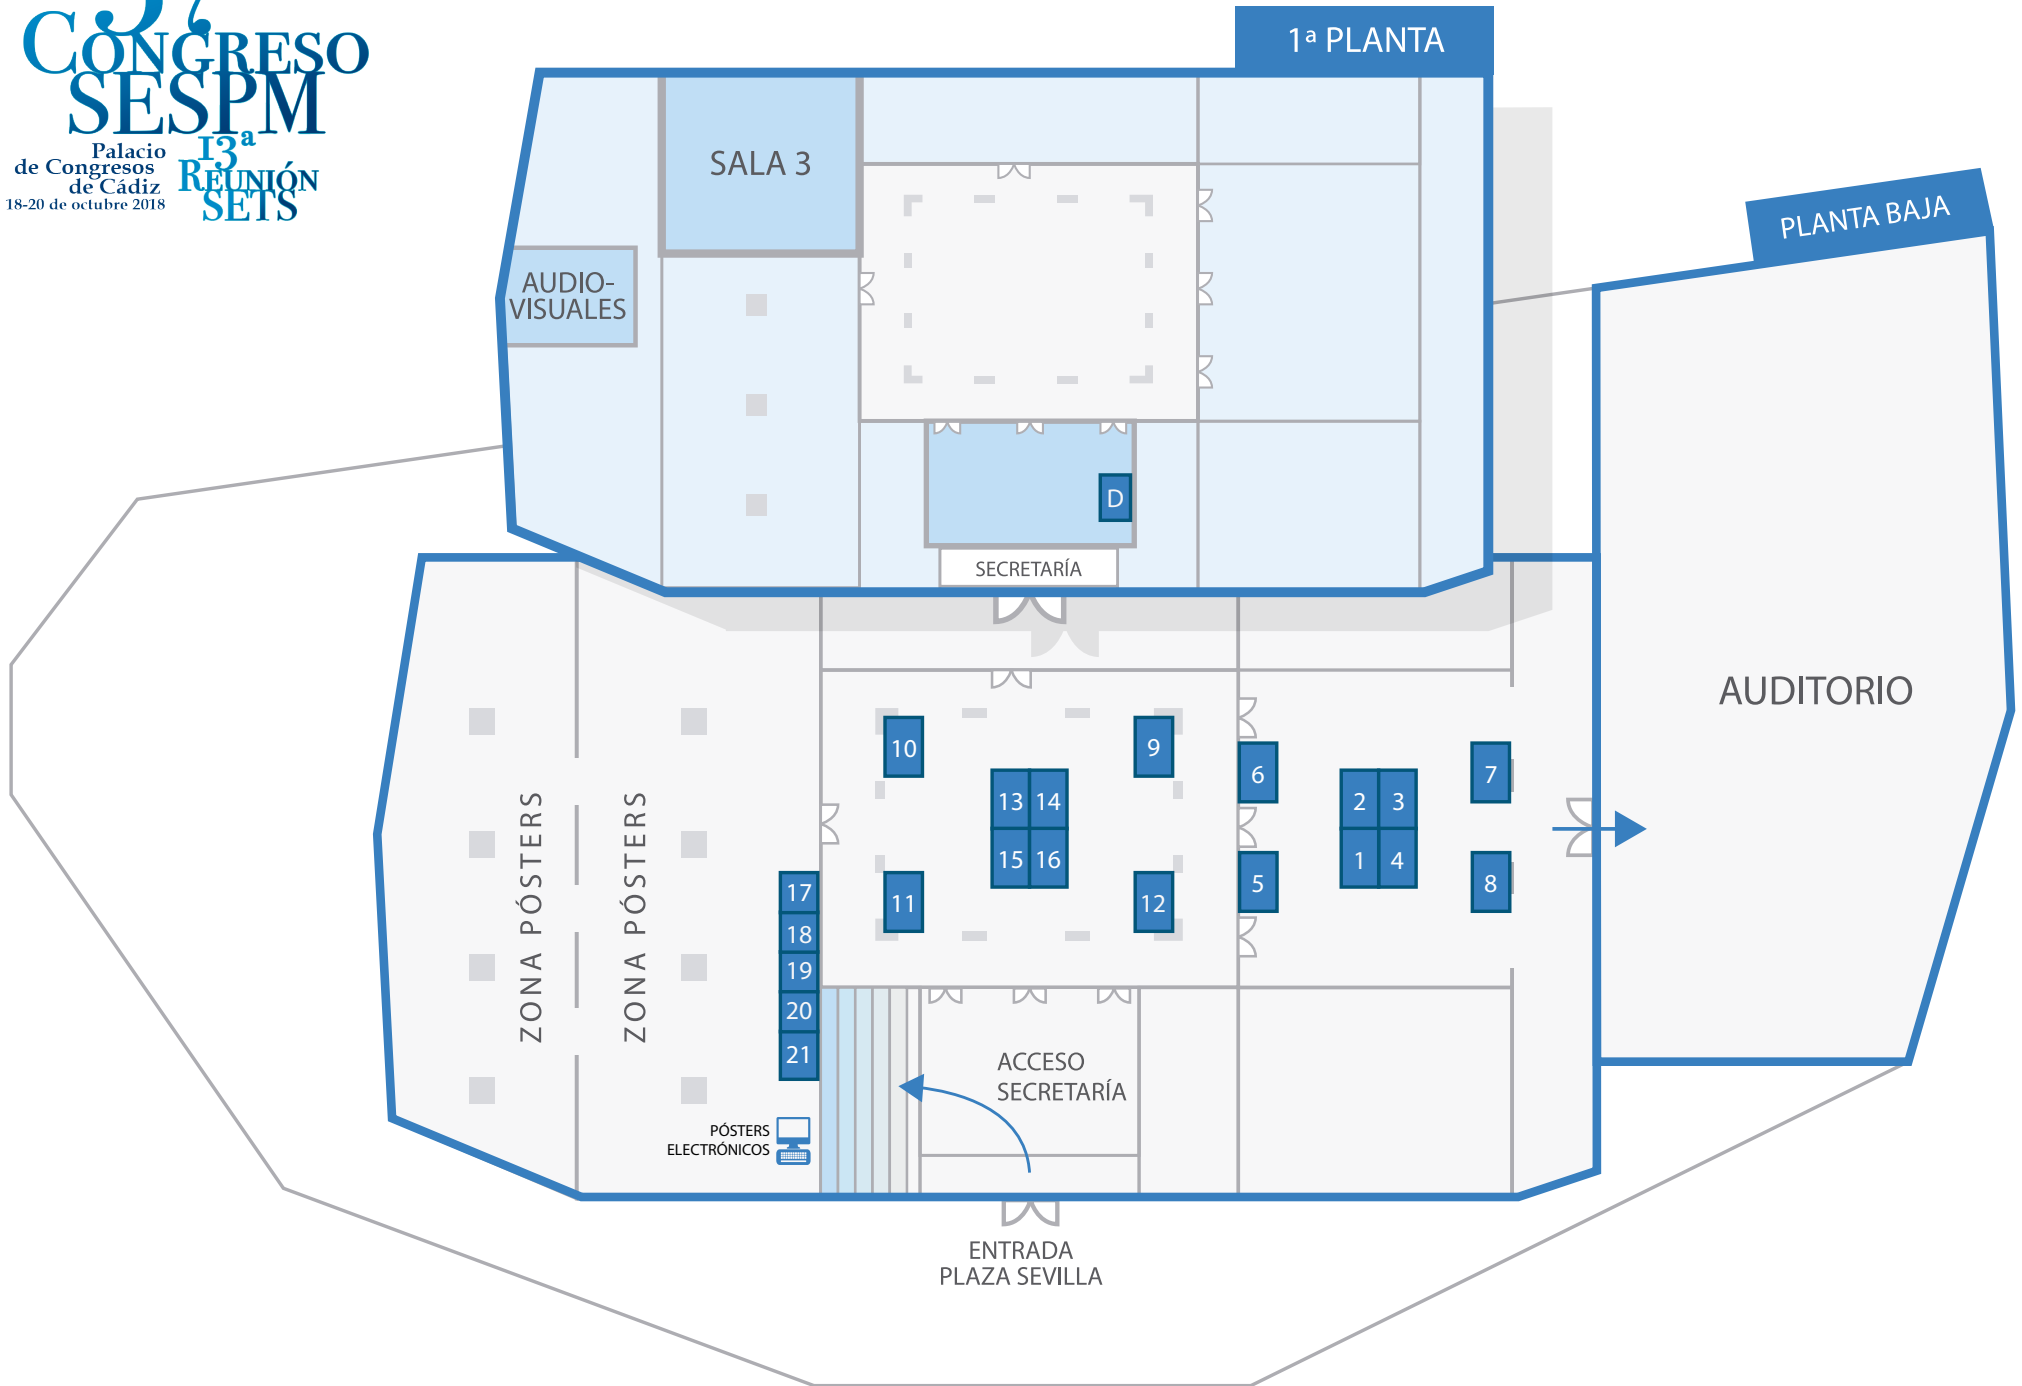 CONGRESO
SESPM
Palacio
de Congresos
de Cádiz
18-20 de octubre 2018
13ª
REUNIÓN
SETS
1ª PLANTA
PLANTA BAJA
SALA 3
AUDIO-
VISUALES
D
SECRETARÍA
AUDITORIO
10
9
6
7
13 14
2 3
15 16
1 4
5
8
11
12
17
18
19
20
21
ZONA PÓSTERS
ZONA PÓSTERS
ACCESO
SECRETARÍA
PÓSTERS
ELECTRÓNICOS
ENTRADA
PLAZA SEVILLA